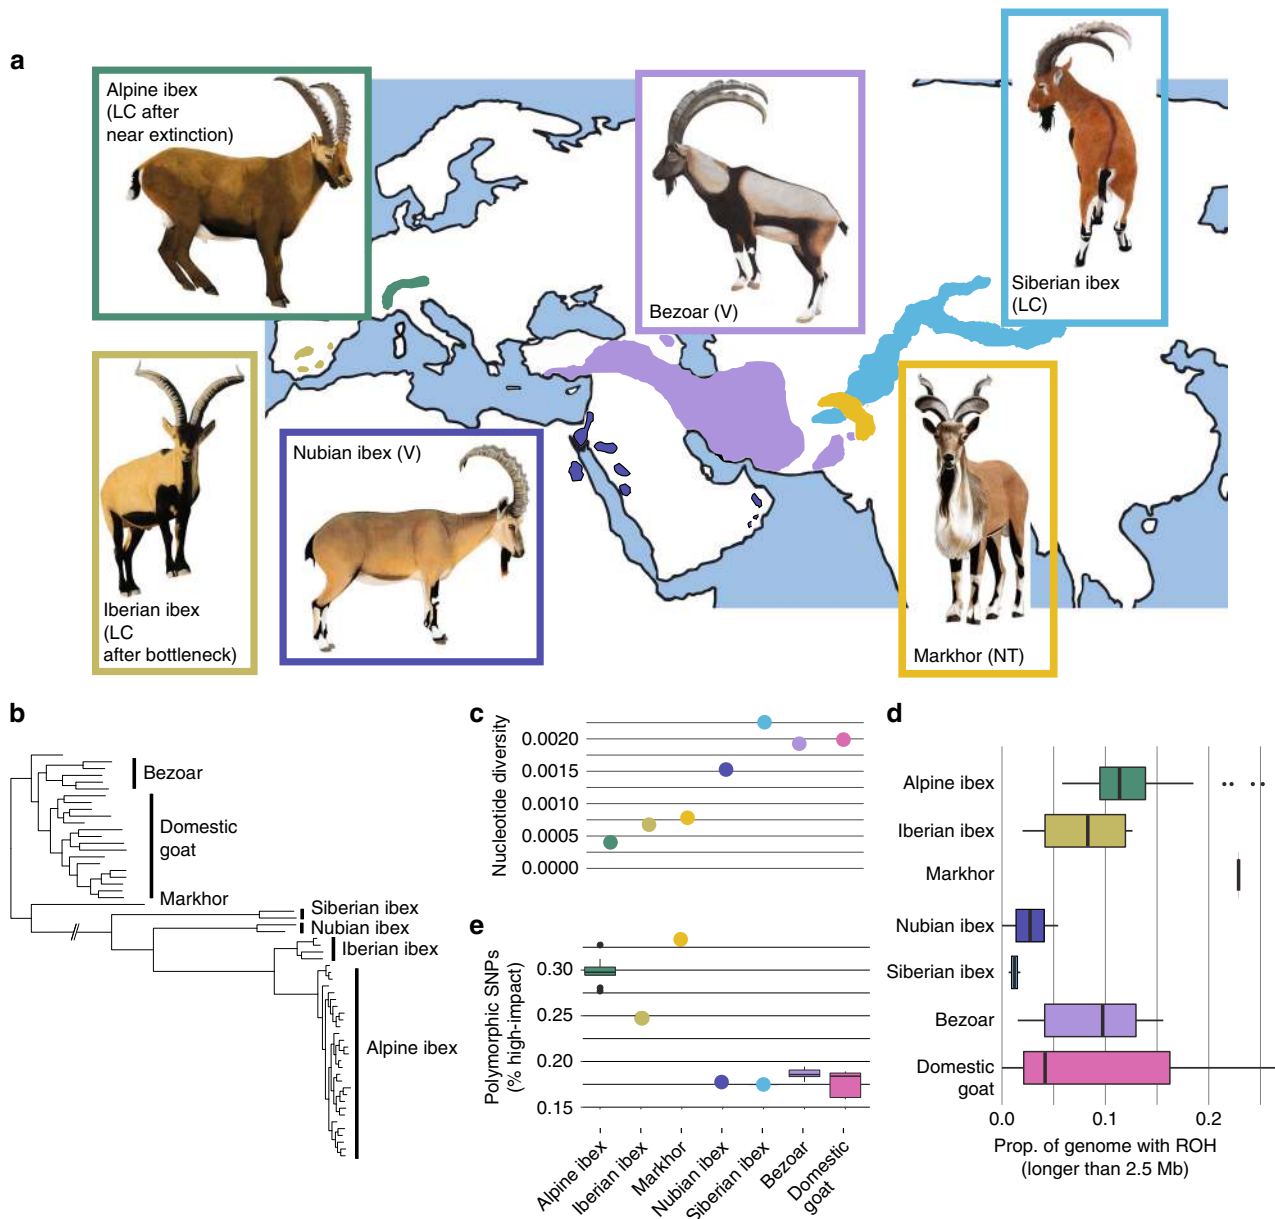 a
Alpine ibex
(LC after
near extinction)
Bezoar (V)
Siberian ibex
(LC)
Iberian ibex
(LC
after bottleneck)
Nubian ibex (V)
Markhor (NT)
b
Bezoar
Domestic
goat
Markhor
Siberian ibex
Nubian ibex
Iberian ibex
Alpine ibex
c
Nucleotide diversity
0.0020
0.0015
0.0010
0.0005
0.0000
d
Alpine ibex
Iberian ibex
Markhor
Nubian ibex
Siberian ibex
Bezoar
Domestic
goat
0.0
0.1
0.2
Prop. of genome with ROH
(longer than 2.5 Mb)
e
Polymorphic SNPs
(% high-impact)
0.30
0.25
0.20
0.15
Alpine ibex
Iberian ibex
Markhor
Nubian ibex
Siberian ibex
Bezoar
Domestic
goat